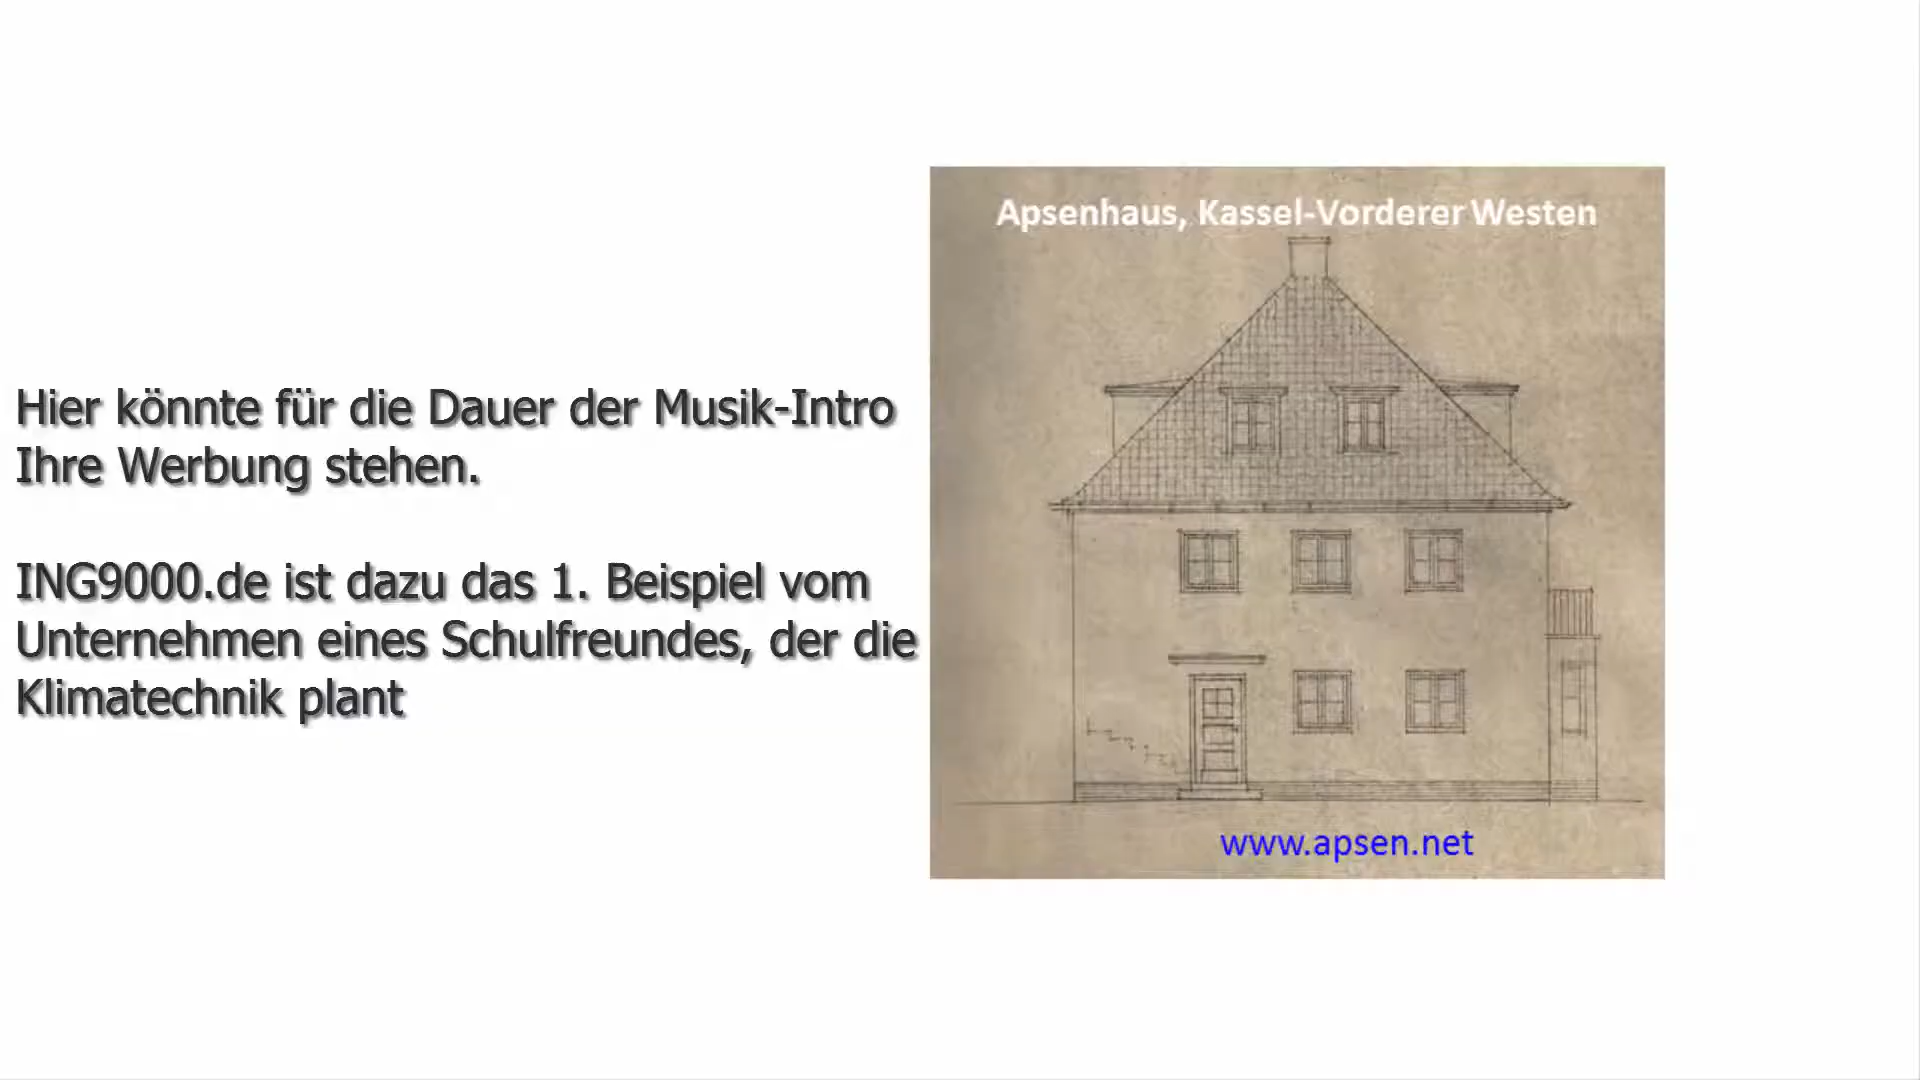 Hier könnte für die Dauer der Musik-Intro
Ihre Werbung stehen.
ING9000.de ist dazu das 1. Beispiel vom
Unternehmen eines Schulfreundes, der die
Klimatechnik plant
Apsenhaus, Kassel-Vorderer Westen
www.apsen.net